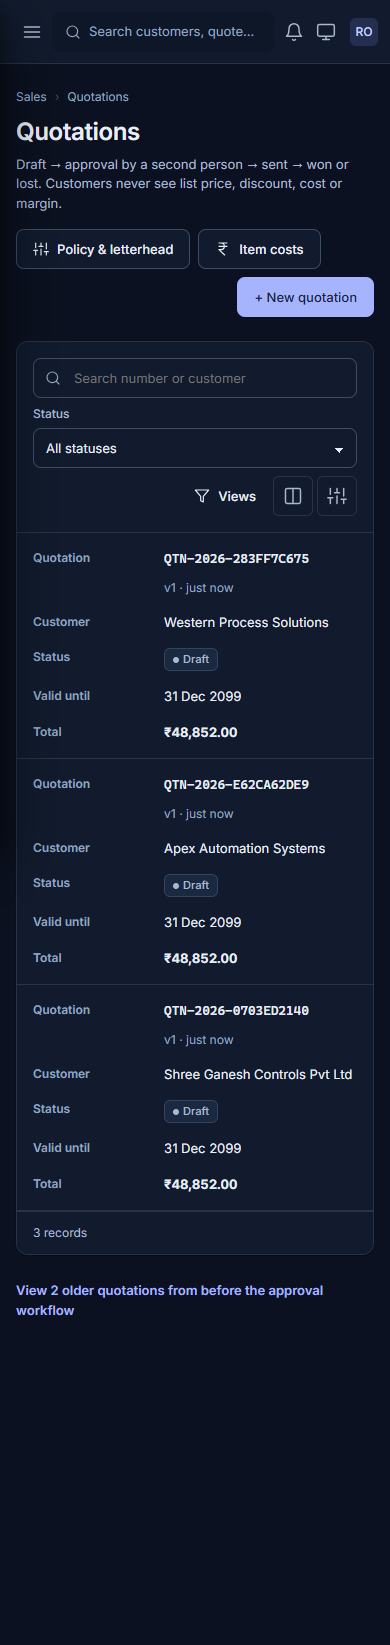 Search customers, quote...
RO
Sales › Quotations
Quotations
Draft → approval by a second person → sent → won or
lost. Customers never see list price, discount, cost or
margin.
Policy & letterhead
₹ Item costs
+ New quotation
Search number or customer
Status
All statuses
Views
Quotation QTN-2026-283FF7C675
v1 · just now
Customer Western Process Solutions
Status Draft
Valid until 31 Dec 2099
Total ₹48,852.00
Quotation QTN-2026-E62CA62DE9
v1 · just now
Customer Apex Automation Systems
Status Draft
Valid until 31 Dec 2099
Total ₹48,852.00
Quotation QTN-2026-0703ED2140
v1 · just now
Customer Shree Ganesh Controls Pvt Ltd
Status Draft
Valid until 31 Dec 2099
Total ₹48,852.00
3 records
View 2 older quotations from before the approval
workflow